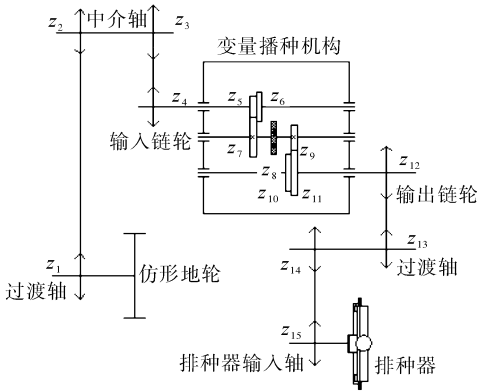 z2 中介轴 z3
变量播种机构
z4 z5 z6
输入链轮
z7 z9
z8 z12
z10 z11 输出链轮
z1 仿形地轮 z13
过渡轴 z14 过渡轴
z15
排种器输入轴 排种器